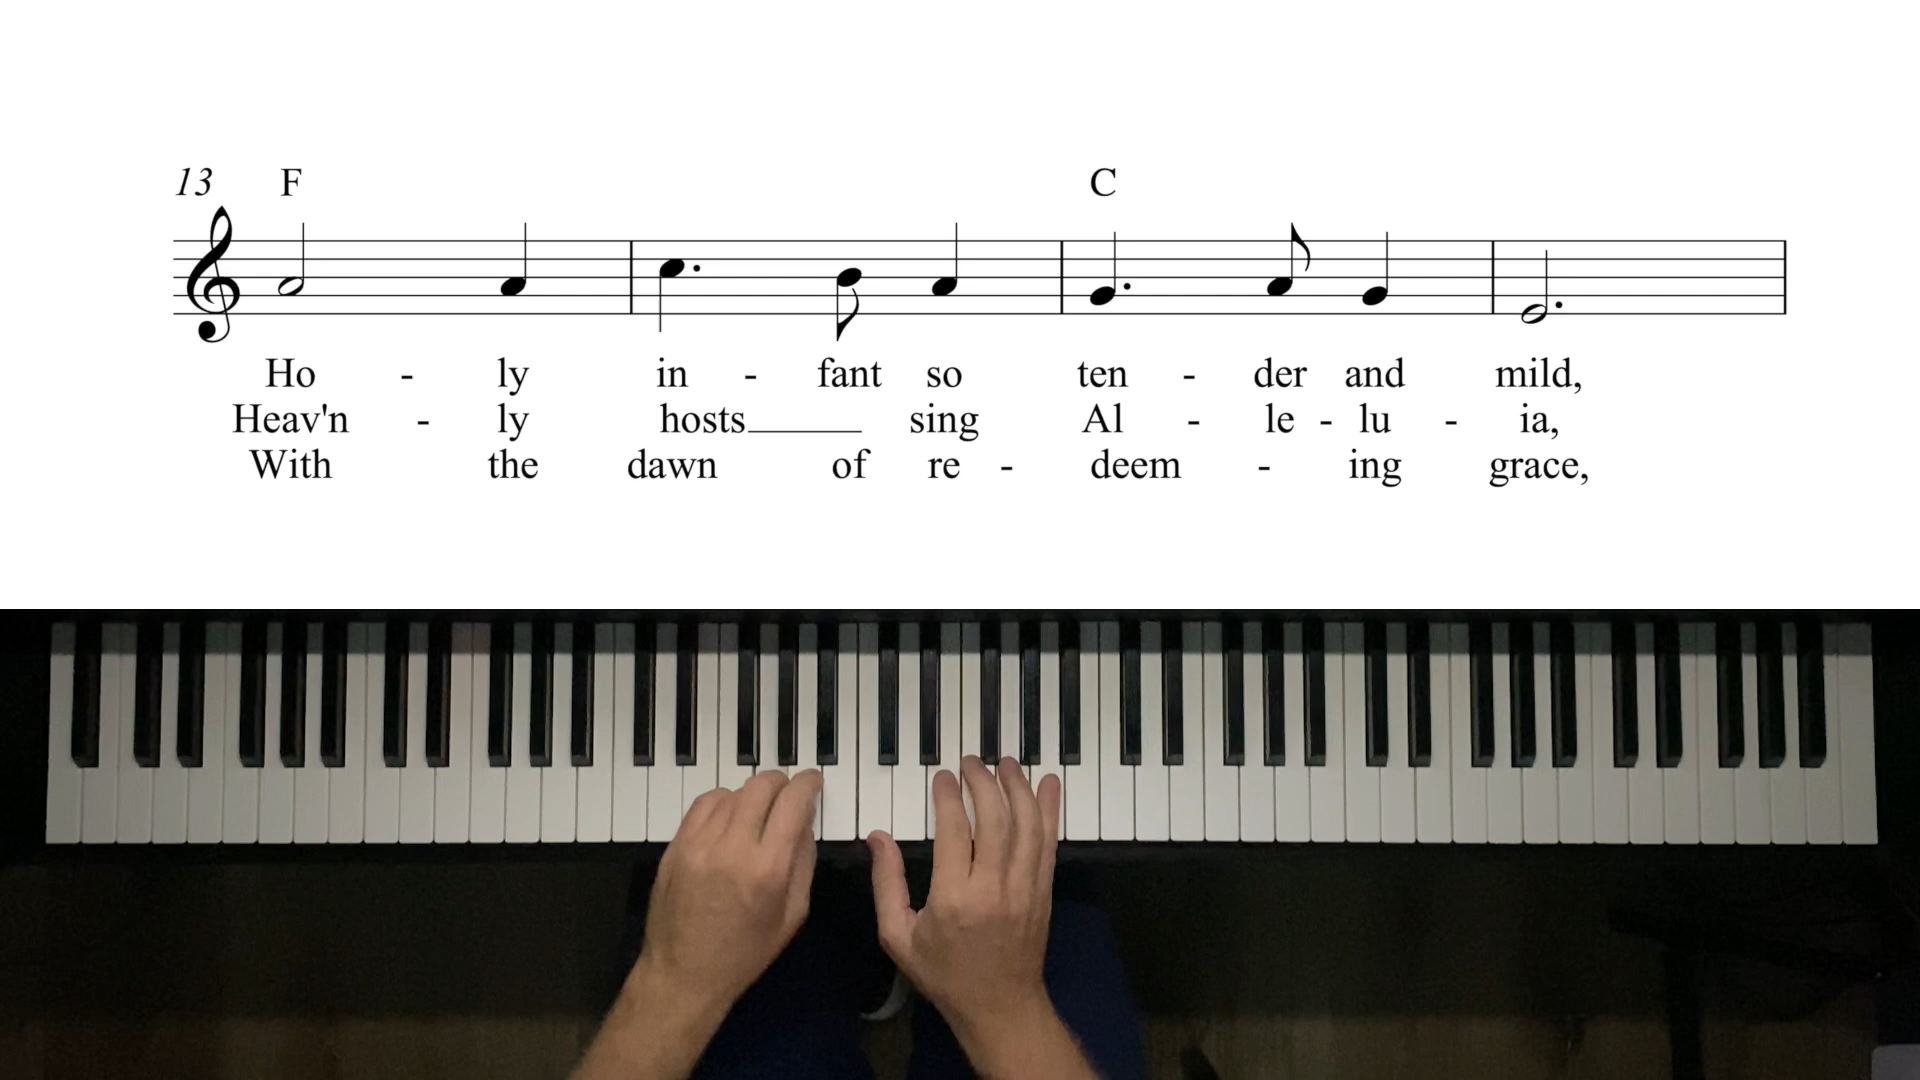 13 F C
Ho - ly in - fant so ten - der and mild,
Heav'n - ly hosts____ sing Al - le - lu - ia,
With the dawn of re - deem - ing grace,